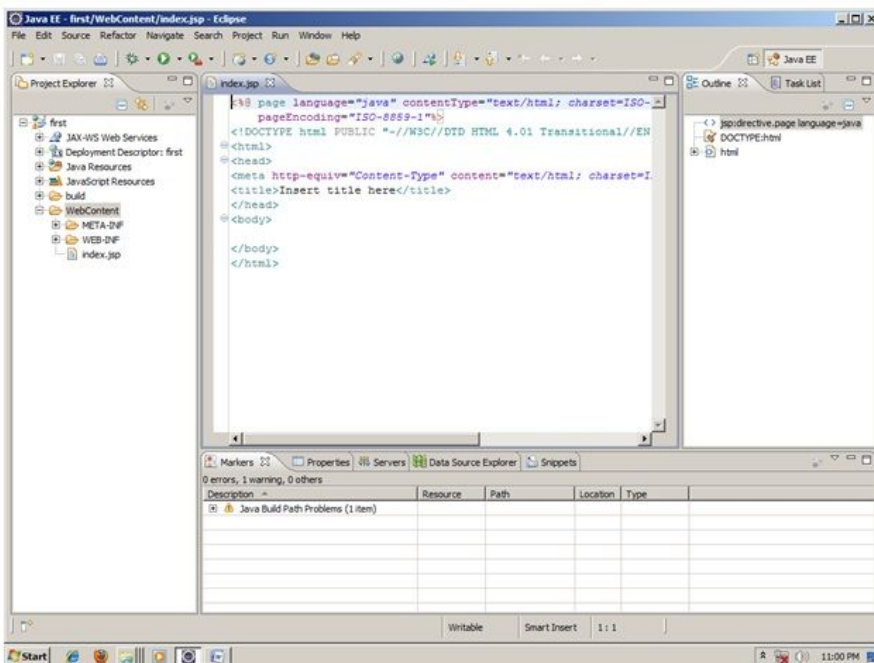 Java EE - first/WebContent/index.jsp - Eclipse
File Edit Source Refactor Navigate Search Project Run Window Help
Java EE
Project Explorer
index.jsp
Outline
Task List
first
JAX-WS Web Services
Deployment Descriptor: first
Java Resources
JavaScript Resources
build
WebContent
META-INF
WEB-INF
index.jsp
<%@ page language="java" contentType="text/html; charset=ISO-
pageEncoding="ISO-8859-1"%>
<!DOCTYPE html PUBLIC "-//W3C//DTD HTML 4.01 Transitional//EN
<html>
<head>
<meta http-equiv="Content-Type" content="text/html; charset=I
<title>Insert title here</title>
</head>
<body>
</body>
</html>
jsp:directive.page language=java
DOCTYPE:html
html
Markers
Properties
Servers
Data Source Explorer
Snippets
0 errors, 1 warning, 0 others
Description Resource Path Location Type
Java Build Path Problems (1 item)
Writable Smart Insert 1 : 1
Start
11:00 PM